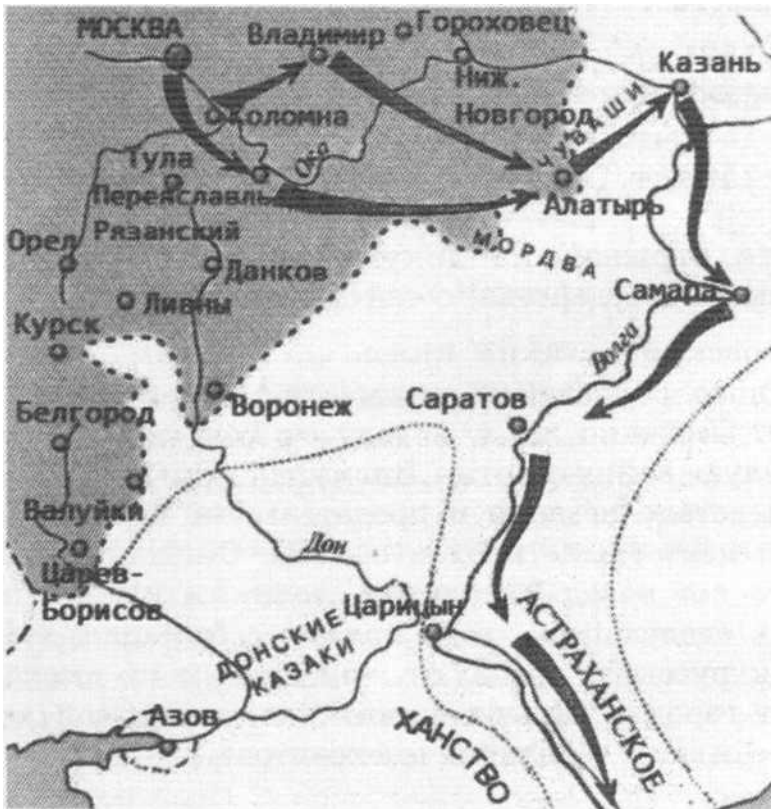 МОСКВА
Владимир
Гороховец
Казань
Ниж.
Новгород
Коломна
Ока
ЧУВАШИ
Тула
Переяславль
Рязанский
Алатырь
МОРДВА
Орел
Данков
Ливны
Самара
Курск
Волга
Воронеж
Саратов
Белгород
Валуйки
Дон
Царев-
Борисов
Царицын
ДОНСКИЕ
КАЗАКИ
АСТРАХАНСКОЕ
ХАНСТВО
Азов